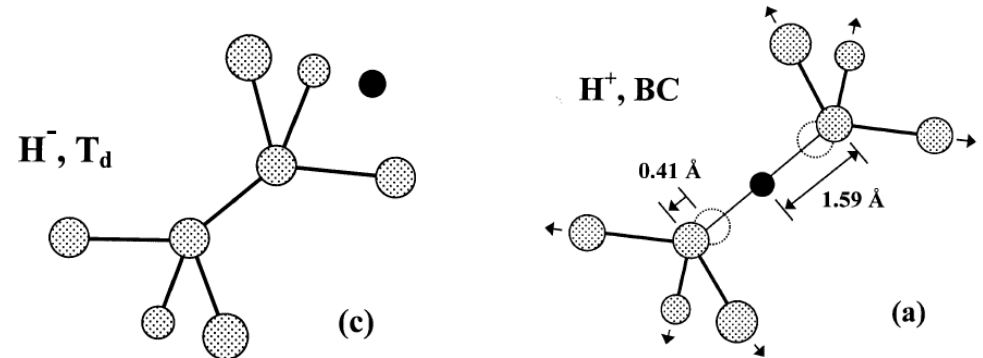 H⁻, T_d
(c)
H⁺, BC
0.41 Å
1.59 Å
(a)